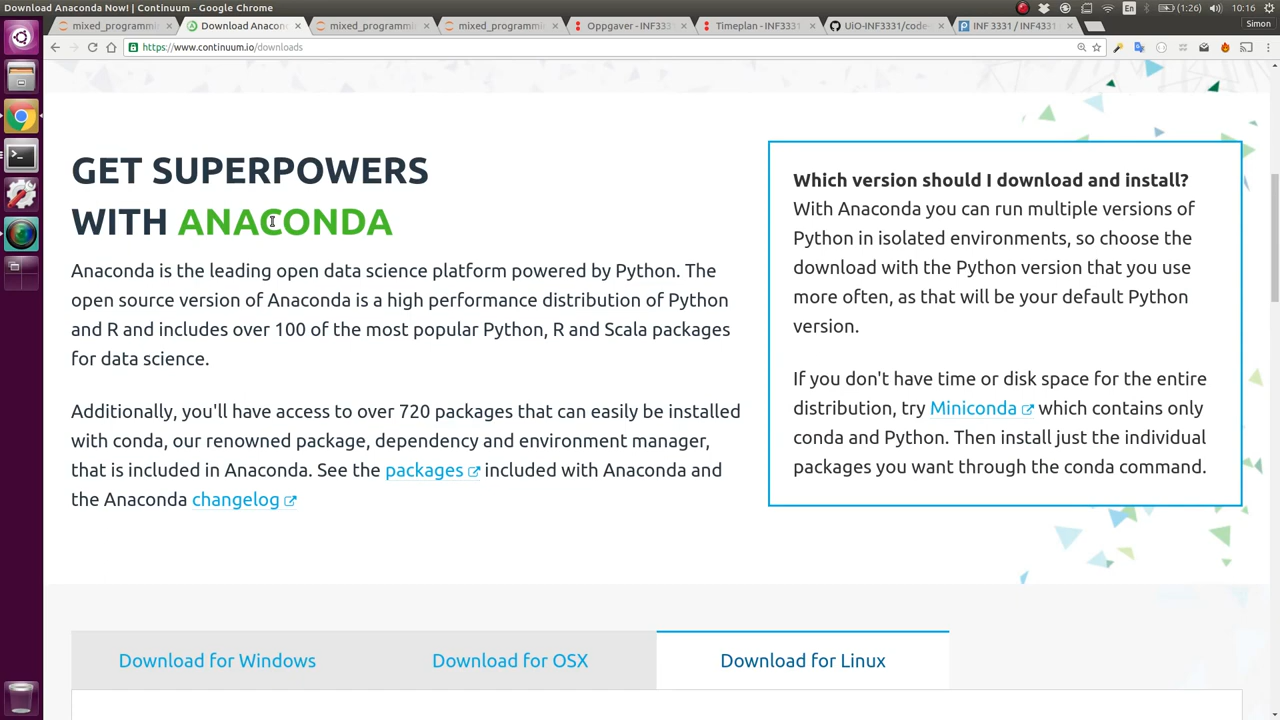 Download Anaconda Now! | Continuum - Google Chrome
En
(1:26)
10:16
mixed_programmin
Download Anacon
mixed_programmin
mixed_programmin
Oppgaver - INF333
Timeplan - INF333
UiO-INF3331/code-
INF 3331 / INF4331
Simon
https://www.continuum.io/downloads
GET SUPERPOWERS
WITH ANACONDA
Anaconda is the leading open data science platform powered by Python. The
open source version of Anaconda is a high performance distribution of Python
and R and includes over 100 of the most popular Python, R and Scala packages
for data science.
Additionally, you'll have access to over 720 packages that can easily be installed
with conda, our renowned package, dependency and environment manager,
that is included in Anaconda. See the packages included with Anaconda and
the Anaconda changelog
Which version should I download and install?
With Anaconda you can run multiple versions of
Python in isolated environments, so choose the
download with the Python version that you use
more often, as that will be your default Python
version.
If you don't have time or disk space for the entire
distribution, try Miniconda which contains only
conda and Python. Then install just the individual
packages you want through the conda command.
Download for Windows
Download for OSX
Download for Linux